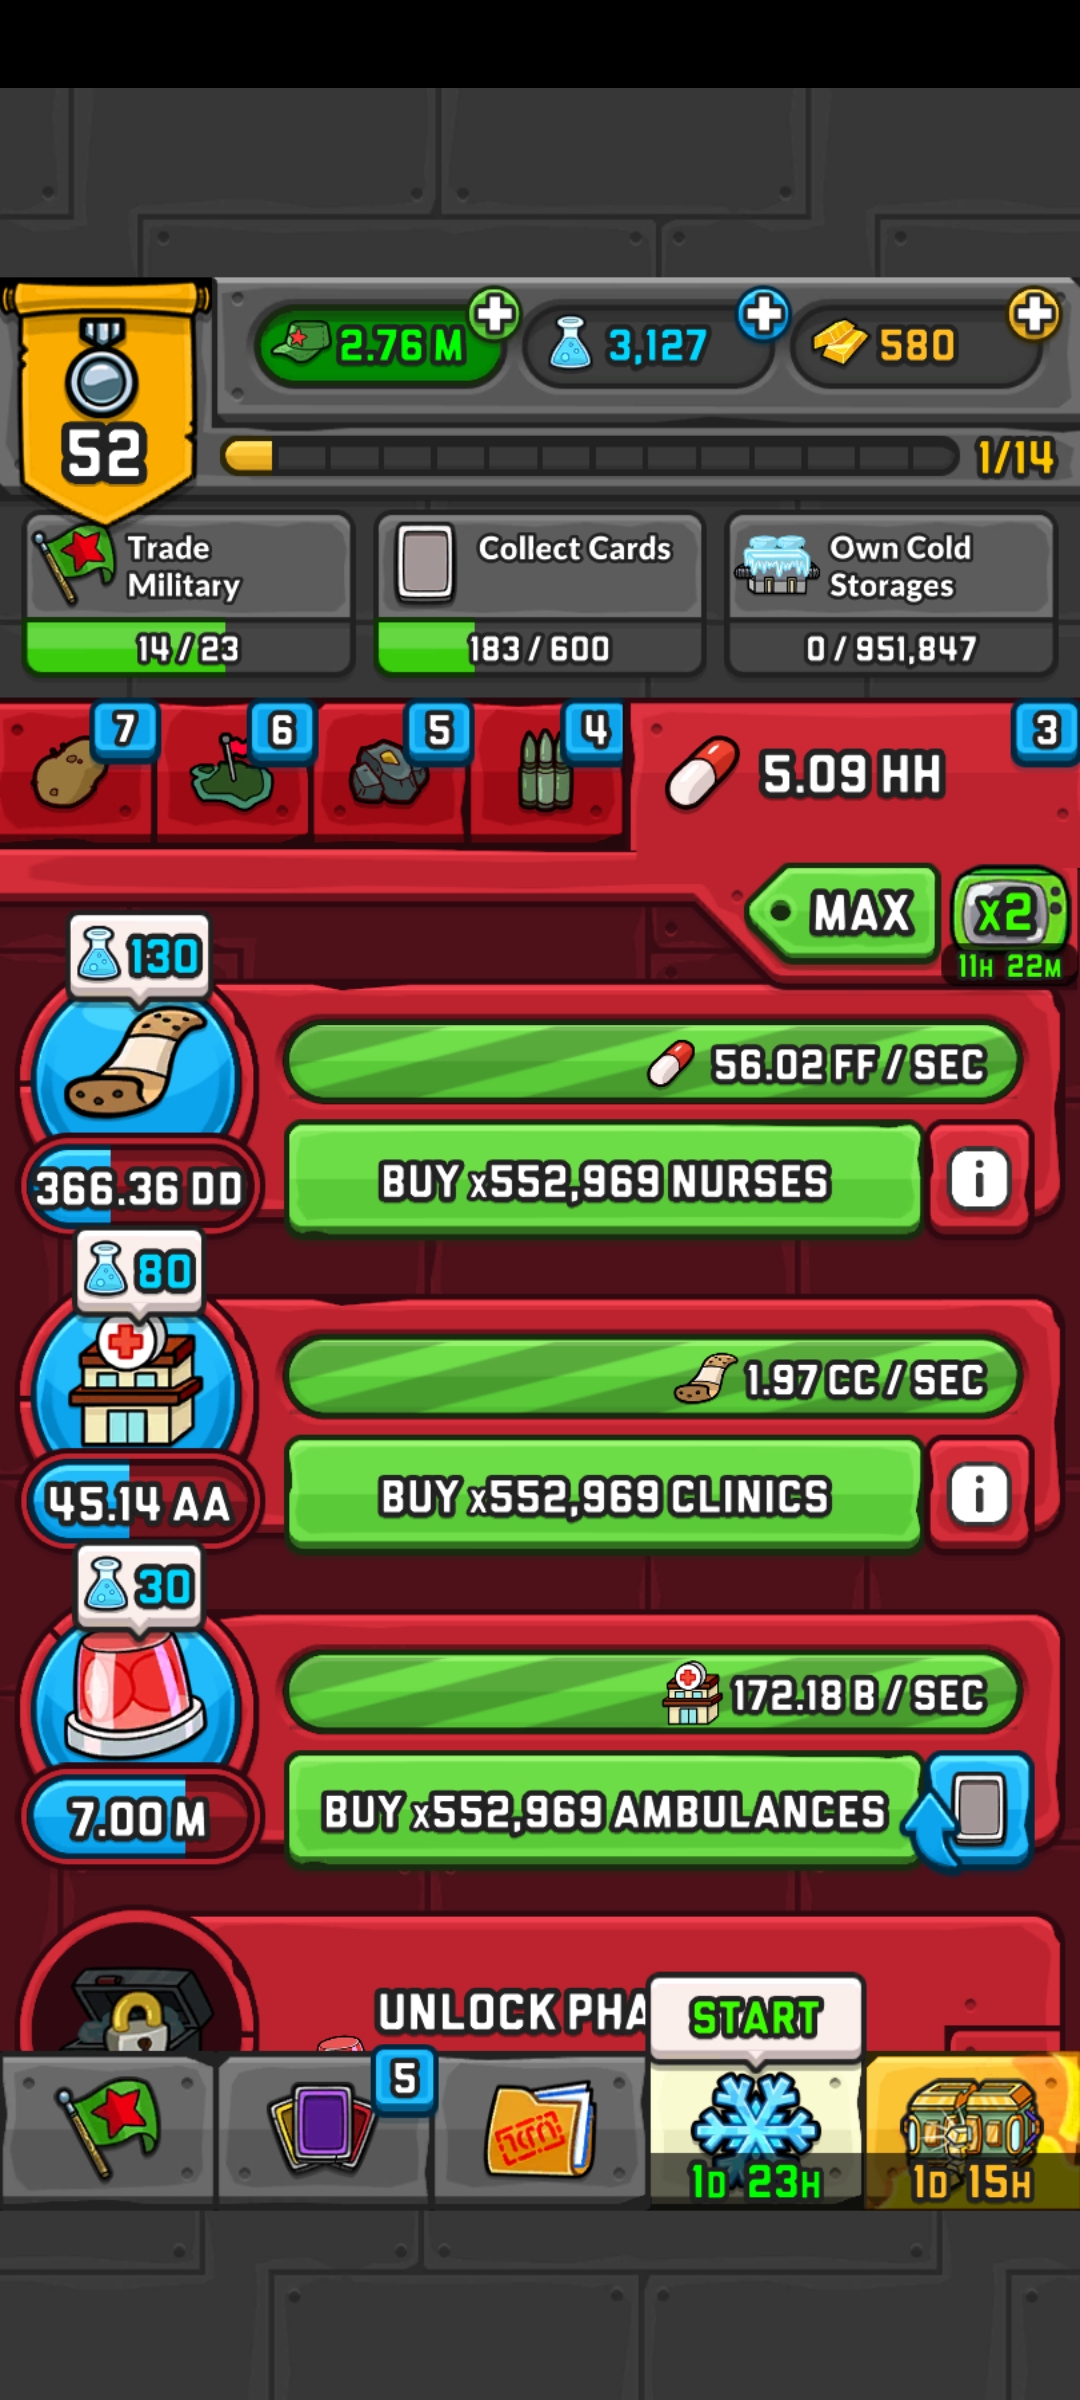 2.76 M
3,127
580
52
1/14
Trade
Military
14 / 23
Collect Cards
183 / 600
Own Cold
Storages
0 / 951,847
7
6
5
4
5.09 HH
3
MAX
x2
11H 22M
130
56.02 FF / SEC
366.36 DD
BUY x552,969 NURSES
80
1.97 CC / SEC
45.14 AA
BUY x552,969 CLINICS
30
172.18 B / SEC
7.00 M
BUY x552,969 AMBULANCES
UNLOCK PHA
START
5
1D 23H
1D 15H